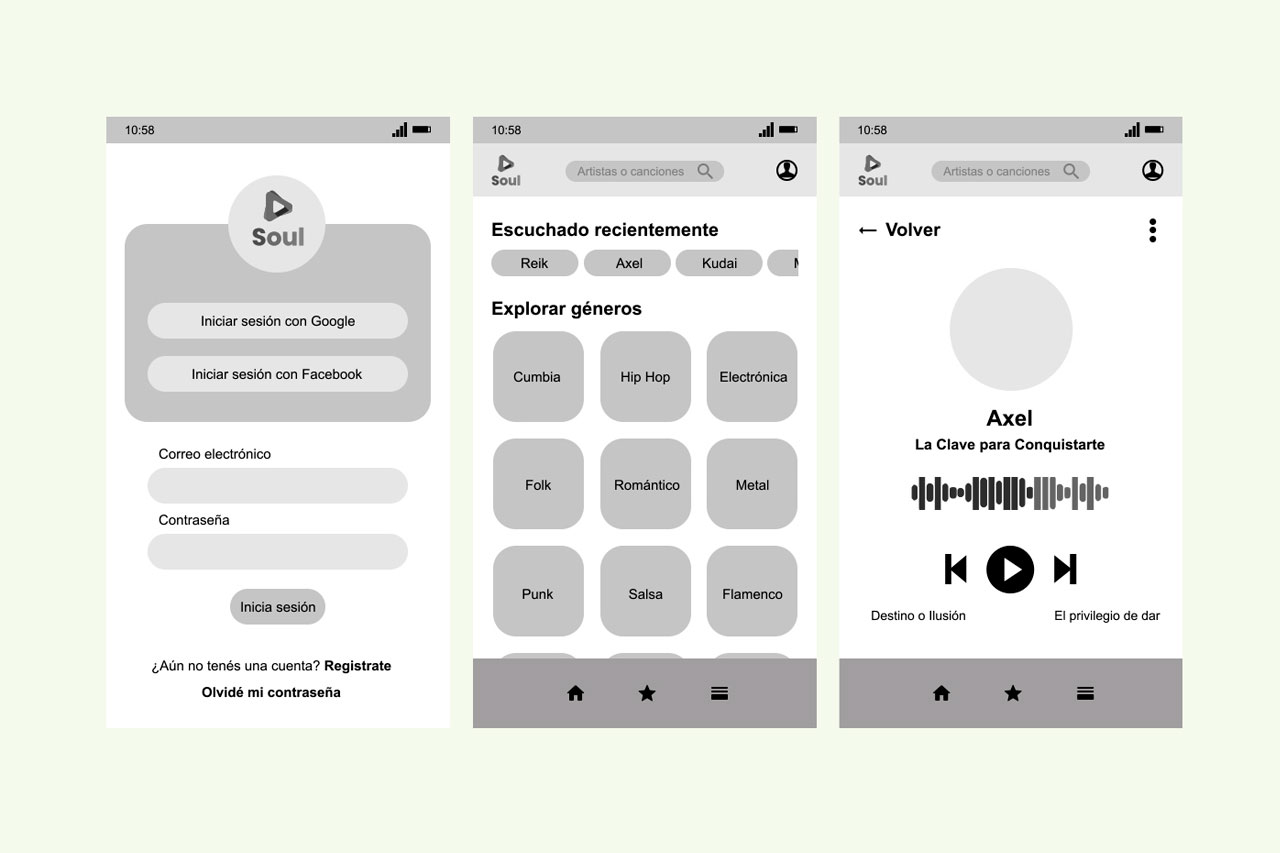 10:58
Soul
Iniciar sesión con Google
Iniciar sesión con Facebook
Correo electrónico
Contraseña
Inicia sesión
¿Aún no tenés una cuenta? Registrate
Olvidé mi contraseña
10:58
Soul
Artistas o canciones
Escuchado recientemente
Reik Axel Kudai
Explorar géneros
Cumbia Hip Hop Electrónica
Folk Romántico Metal
Punk Salsa Flamenco
10:58
Soul
Artistas o canciones
← Volver
Axel
La Clave para Conquistarte
Destino o Ilusión El privilegio de dar